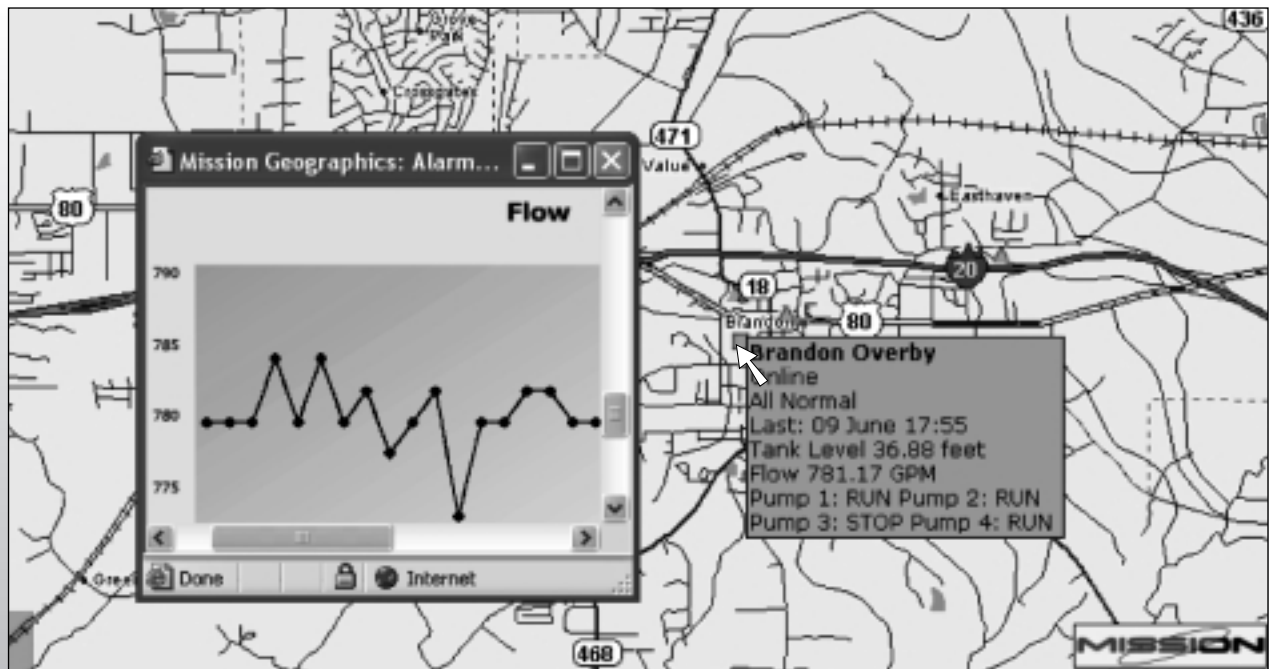 436
Grove
Park
Crossgates
471
Value
80
Easthaven
20
18
Brandon
80
Mission Geographics: Alarm...
Flow
790
785
780
775
Done
Internet
Brandon Overby
Online
All Normal
Last: 09 June 17:55
Tank Level 36.88 feet
Flow 781.17 GPM
Pump 1: RUN Pump 2: RUN
Pump 3: STOP Pump 4: RUN
Gree
468
MISSION